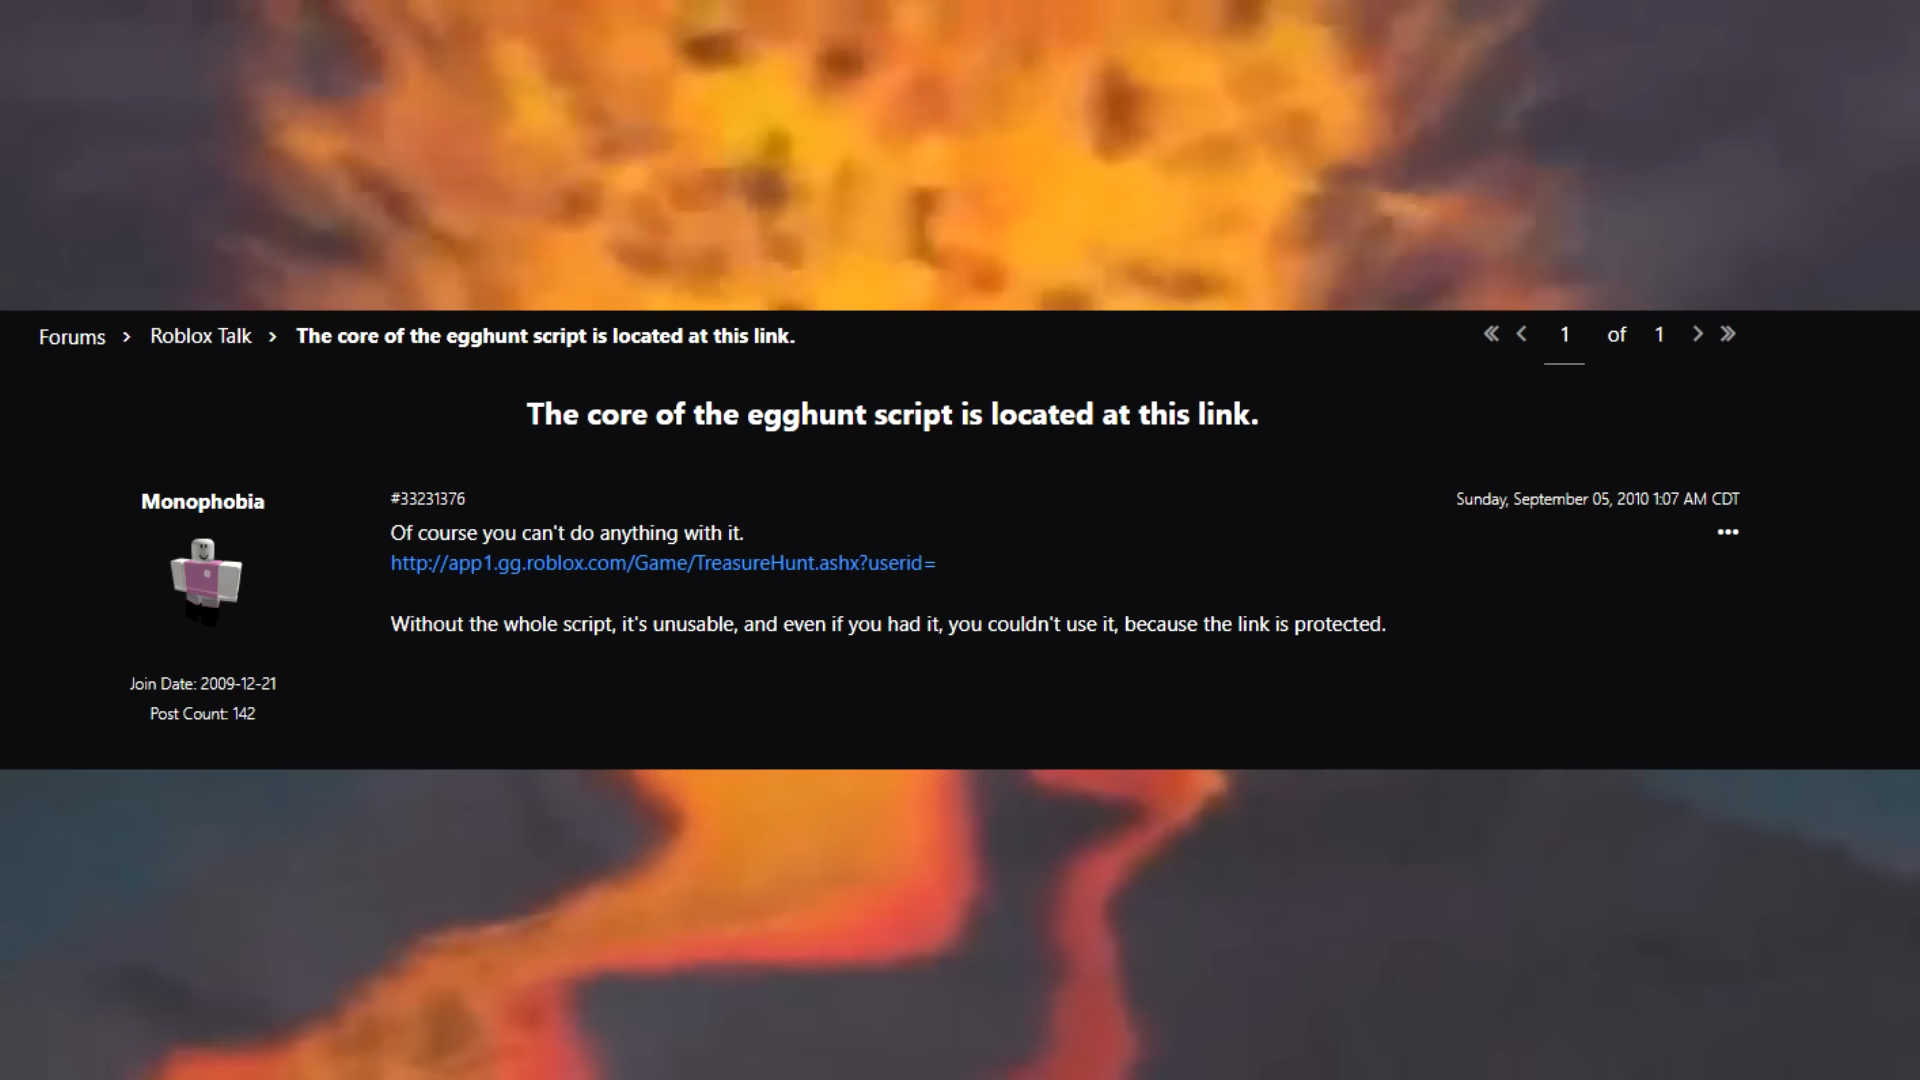 Forums > Roblox Talk > The core of the egghunt script is located at this link.
« < 1 of 1 > »
The core of the egghunt script is located at this link.
Monophobia
#33231376
Sunday, September 05, 2010 1:07 AM CDT
Of course you can't do anything with it.
•••
http://app1.gg.roblox.com/Game/TreasureHunt.ashx?userid=
Without the whole script, it's unusable, and even if you had it, you couldn't use it, because the link is protected.
Join Date: 2009-12-21
Post Count: 142